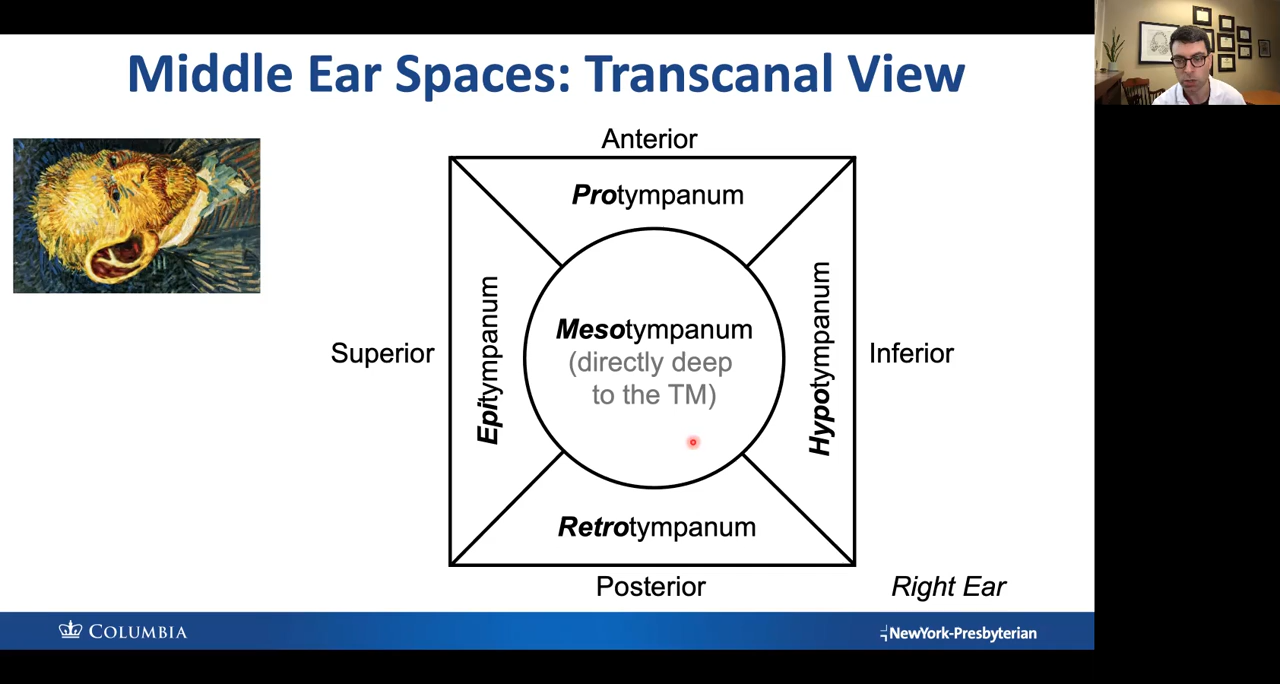 Middle Ear Spaces: Transcanal View
Anterior
Protympanum
Superior
Epitympanum
Mesotympanum
(directly deep
to the TM)
Hypotympanum
Inferior
Retrotympanum
Posterior
Right Ear
COLUMBIA
NewYork-Presbyterian